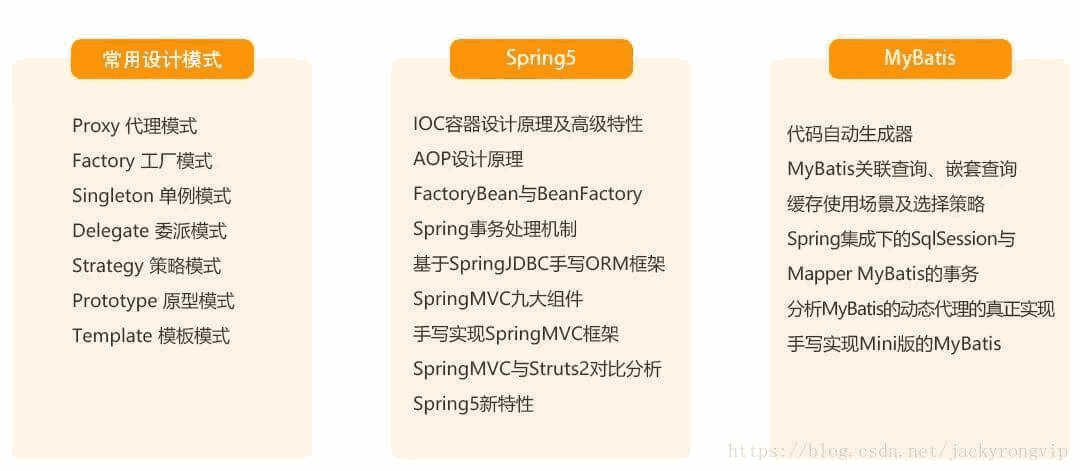 常用设计模式
Proxy 代理模式
Factory 工厂模式
Singleton 单例模式
Delegate 委派模式
Strategy 策略模式
Prototype 原型模式
Template 模板模式
Spring5
IOC容器设计原理及高级特性
AOP设计原理
FactoryBean与BeanFactory
Spring事务处理机制
基于SpringJDBC手写ORM框架
SpringMVC九大组件
手写实现SpringMVC框架
SpringMVC与Struts2对比分析
Spring5新特性
MyBatis
代码自动生成器
MyBatis关联查询、嵌套查询
缓存使用场景及选择策略
Spring集成下的SqlSession与
Mapper MyBatis的事务
分析MyBatis的动态代理的真正实现
手写实现Mini版的MyBatis
https://blog.csdn.net/jackyrongvip